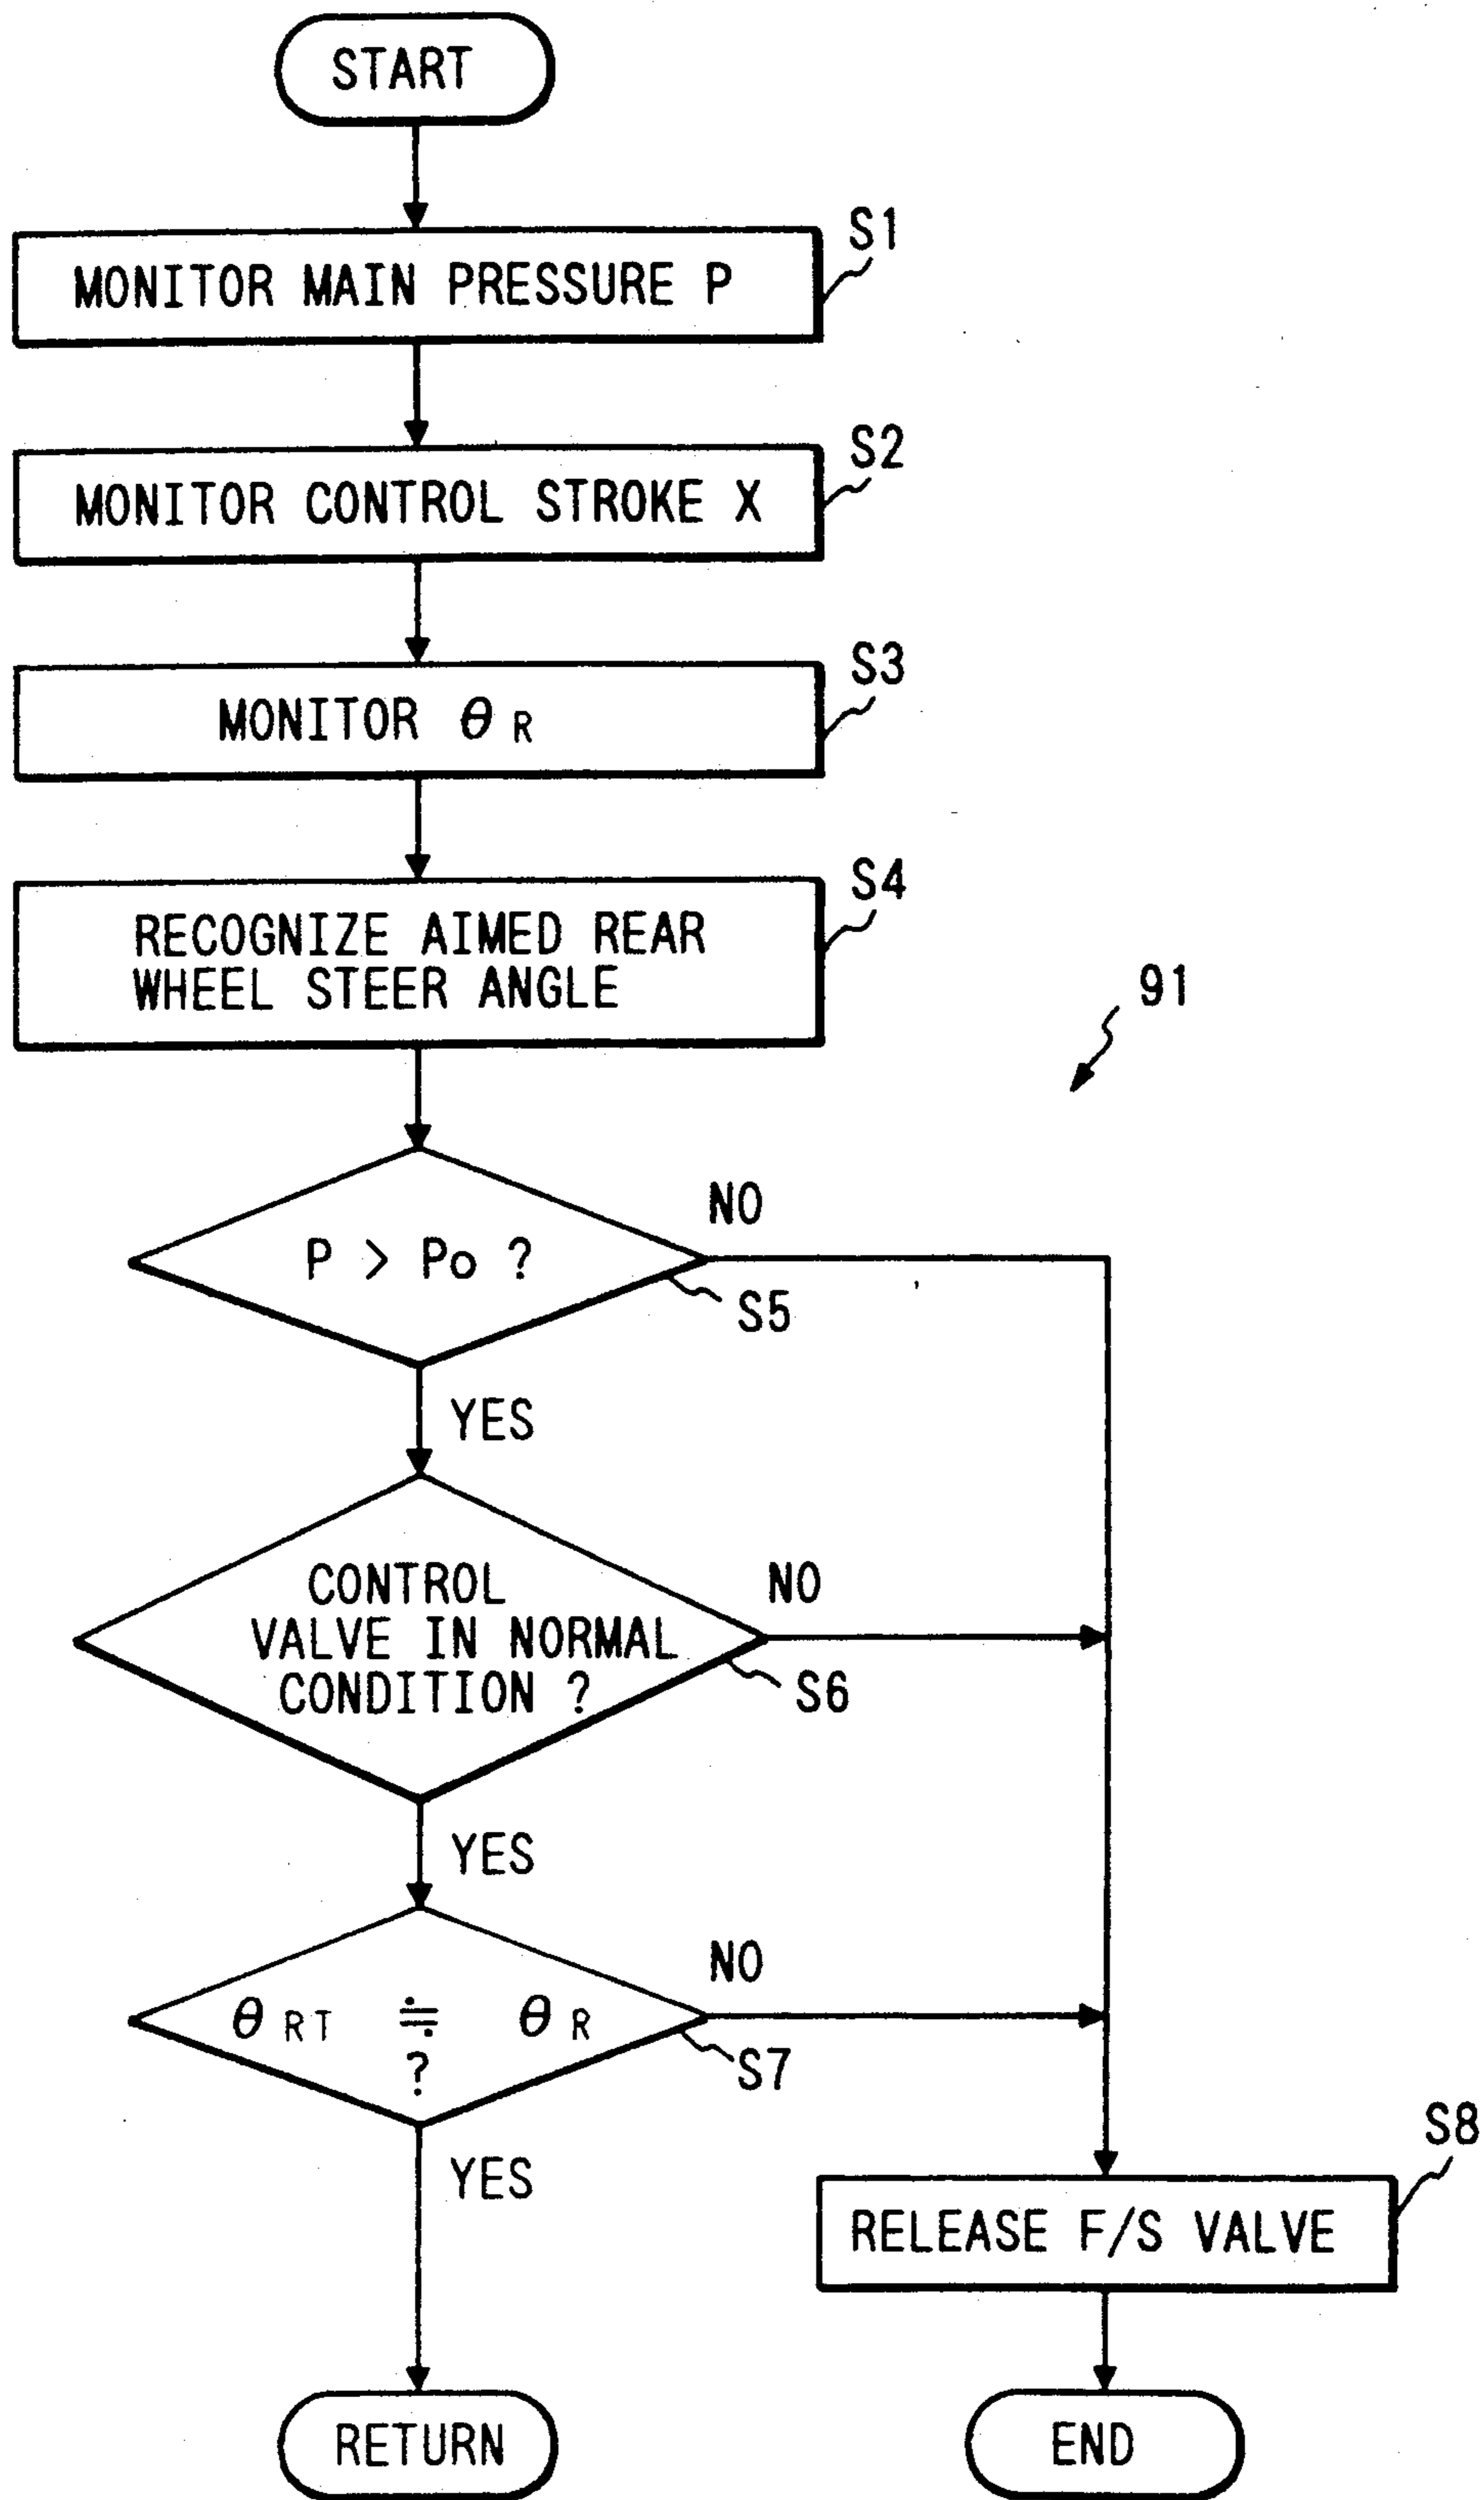 START
S1
MONITOR MAIN PRESSURE P
S2
MONITOR CONTROL STROKE X
S3
MONITOR θ R
S4
RECOGNIZE AIMED REAR
WHEEL STEER ANGLE
91
NO
P > Po ?
S5
YES
NO
CONTROL
VALVE IN NORMAL
CONDITION ?
S6
YES
NO
θ RT ≒ θ R
?
S7
YES
S8
RELEASE F/S VALVE
RETURN
END